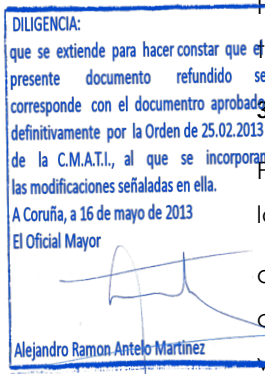 DILIGENCIA:
que se extiende para hacer constar que el
presente documento refundido se
corresponde con el documentro aprobado
definitivamente por la Orden de 25.02.2013
de la C.M.A.T.I., al que se incorporan
las modificaciones señaladas en ella.
A Coruña, a 16 de mayo de 2013
El Oficial Mayor
Alejandro Ramon Antelo Martinez